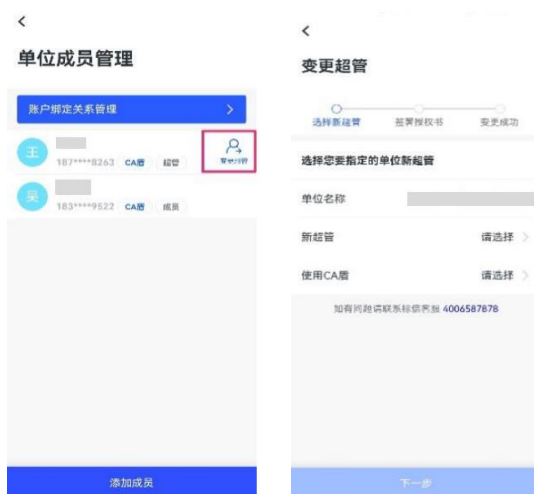 单位成员管理
账户绑定关系管理
王
187****8263 CA盾 超管
变更超管
吴
183****9522 CA盾 成员
添加成员
变更超管
选择新超管 签署授权书 变更成功
选择您要指定的单位新超管
单位名称
新超管 请选择
使用CA盾 请选择
如有问题请联系标信客服 4006587878
下一步